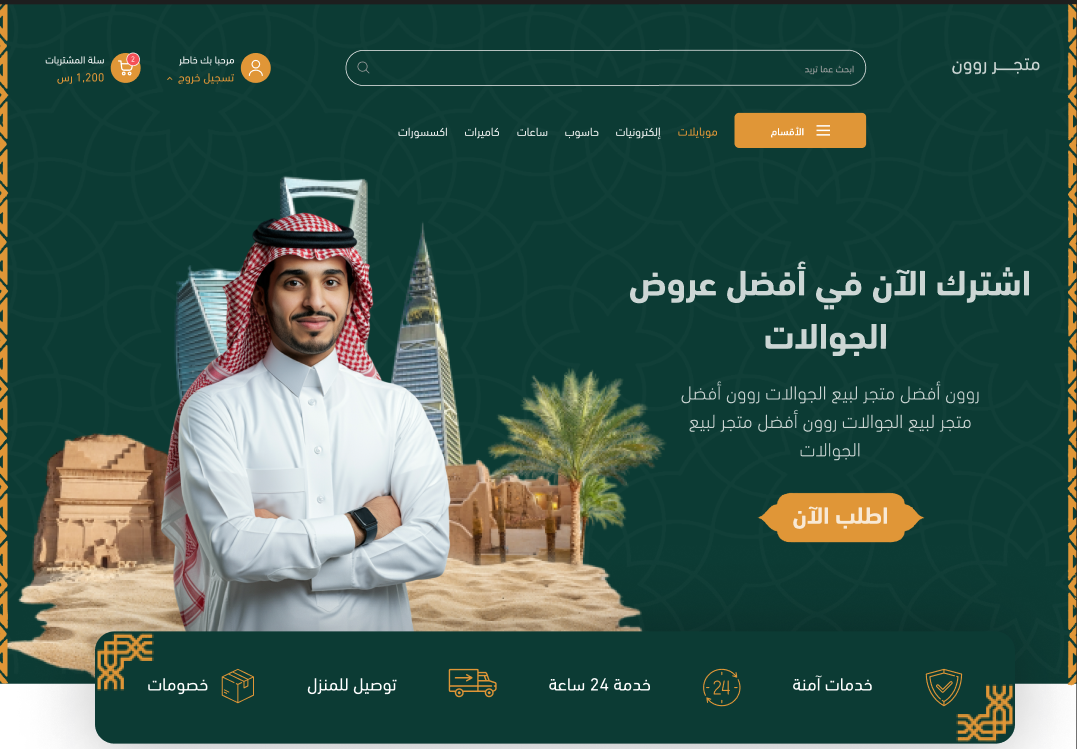 متجـــر روون
ابحث عما تريد
مرحبا بك خاطر
تسجيل خروج
2
سلة المشتريات
1,200 رس
الأقسام
موبايلات
إلكترونيات
حاسوب
ساعات
كاميرات
اكسسورات
اشترك الآن في أفضل عروض
الجوالات
روون أفضل متجر لبيع الجوالات روون أفضل
متجر لبيع الجوالات روون أفضل متجر لبيع
الجوالات
اطلب الآن
خدمات آمنة
24
خدمة 24 ساعة
توصيل للمنزل
خصومات